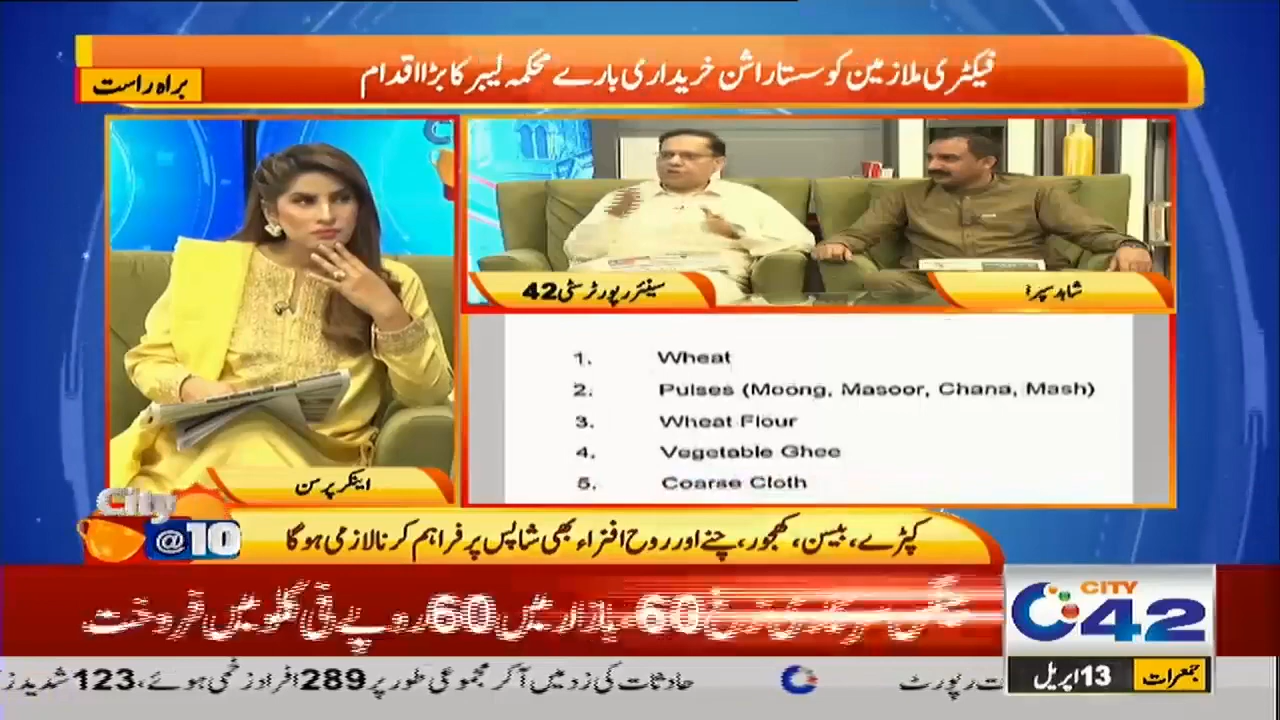 فیکٹری ملازمین کو سستا راشن خریداری بارے محکمہ لیبر کا بڑا اقدام
براہ راست
سینئر رپورٹر سٹی 42
شاہد سپرا
1. Wheat
2. Pulses (Moong, Masoor, Chana, Mash)
3. Wheat Flour
4. Vegetable Ghee
5. Coarse Cloth
اینکر پرسن
City @10
کپڑے، بیسن، کھجور، چنے اور روح افزاء بھی شاپس پر فراہم کرنا لازمی ہوگا
60، بازار میں 60 روپے فی کلو میں فروخت
CITY 42
حادثات کی زد میں آکر مجموعی طور پر 289 افراد زخمی ہوئے، 123 شدید ز
ت رپورٹ
جمعرات 13 اپریل